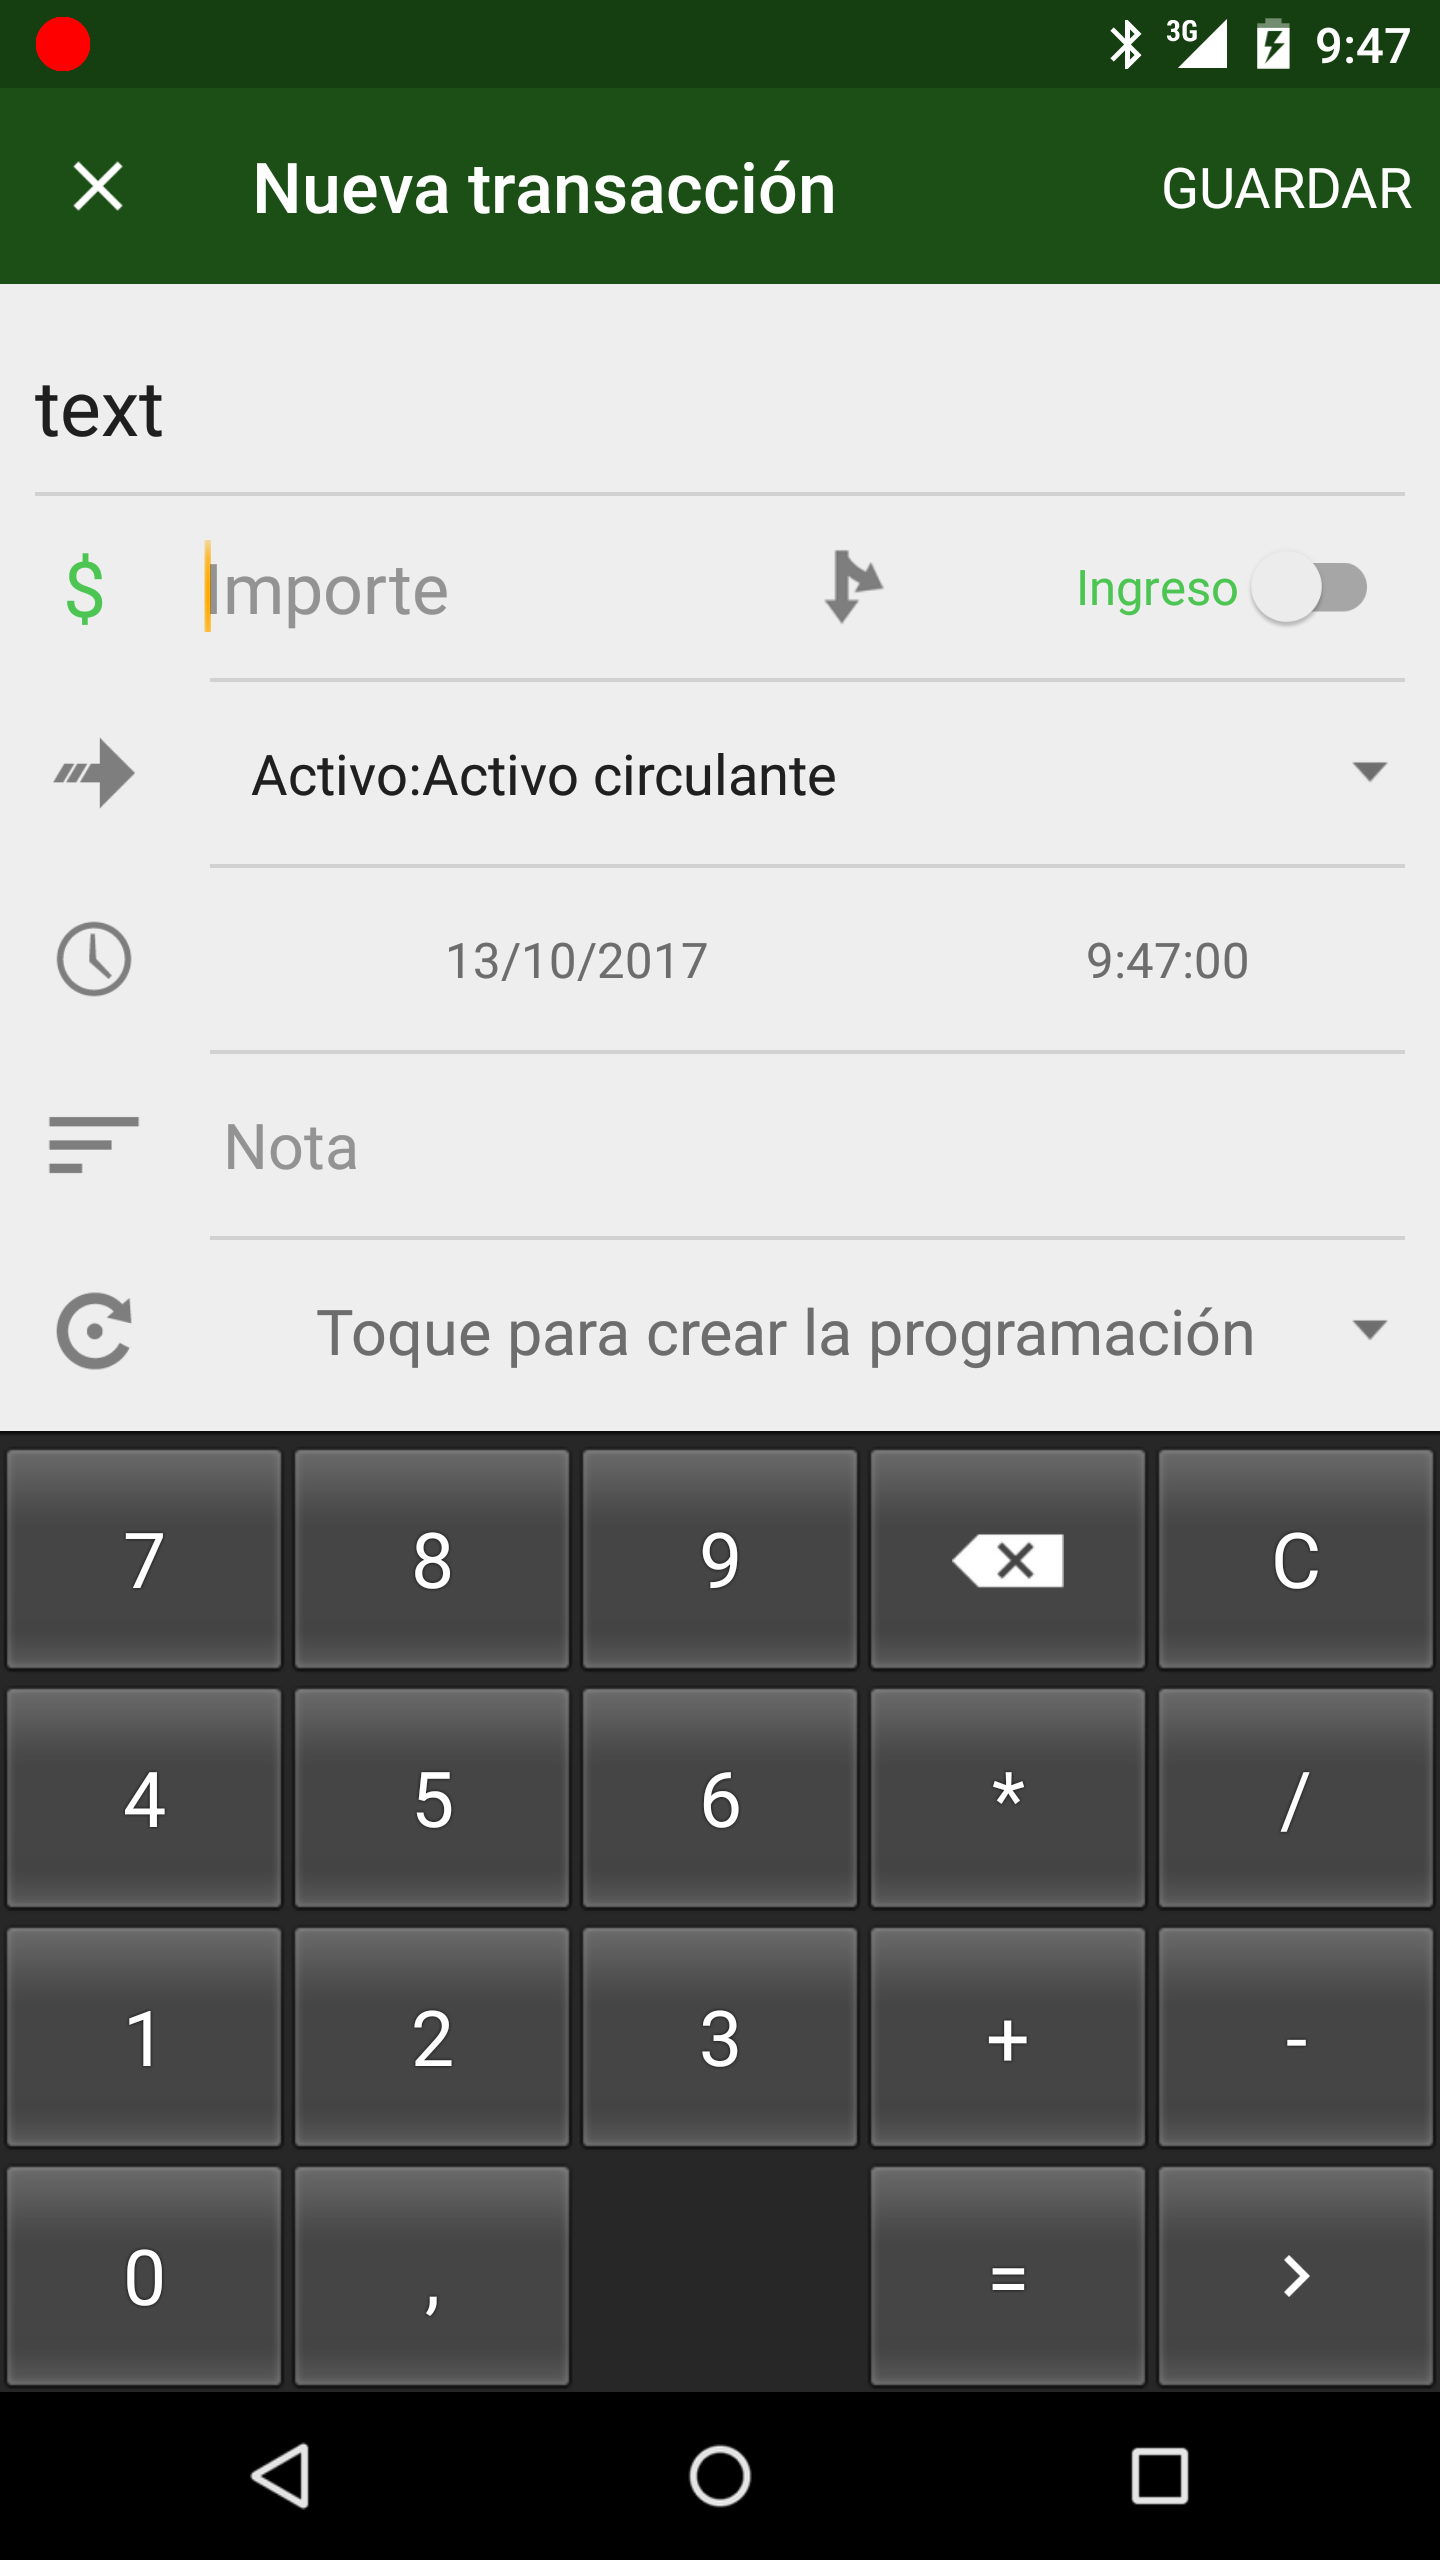 3G 9:47
Nueva transacción GUARDAR
text
$ Importe Ingreso
Activo:Activo circulante
13/10/2017 9:47:00
Nota
Toque para crear la programación
7 8 9 C
4 5 6 * /
1 2 3 + -
0 , = >